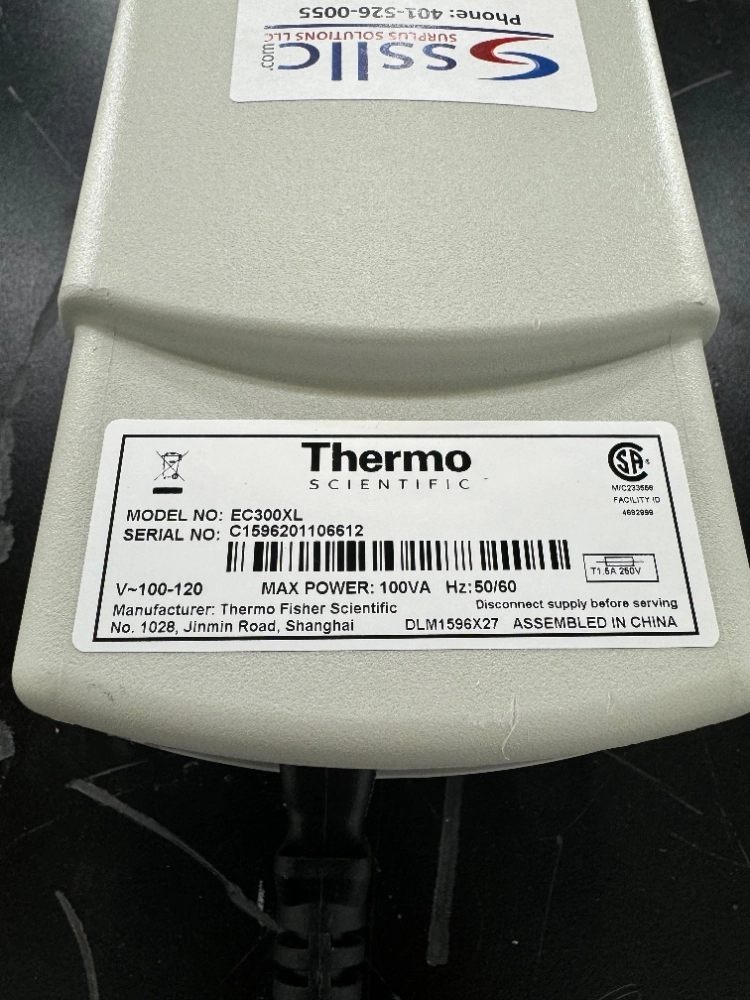 Phone: 401-526-0055
SURPLUS SOLUTIONS LLC
ssllc.com
Thermo
SCIENTIFIC
SA
M/C233556
FACILITY ID
4692999
MODEL NO: EC300XL
SERIAL NO: C1596201106612
T1.6A 250V
V~100-120 MAX POWER: 100VA Hz:50/60
Manufacturer: Thermo Fisher Scientific Disconnect supply before serving
No. 1028, Jinmin Road, Shanghai DLM1596X27 ASSEMBLED IN CHINA